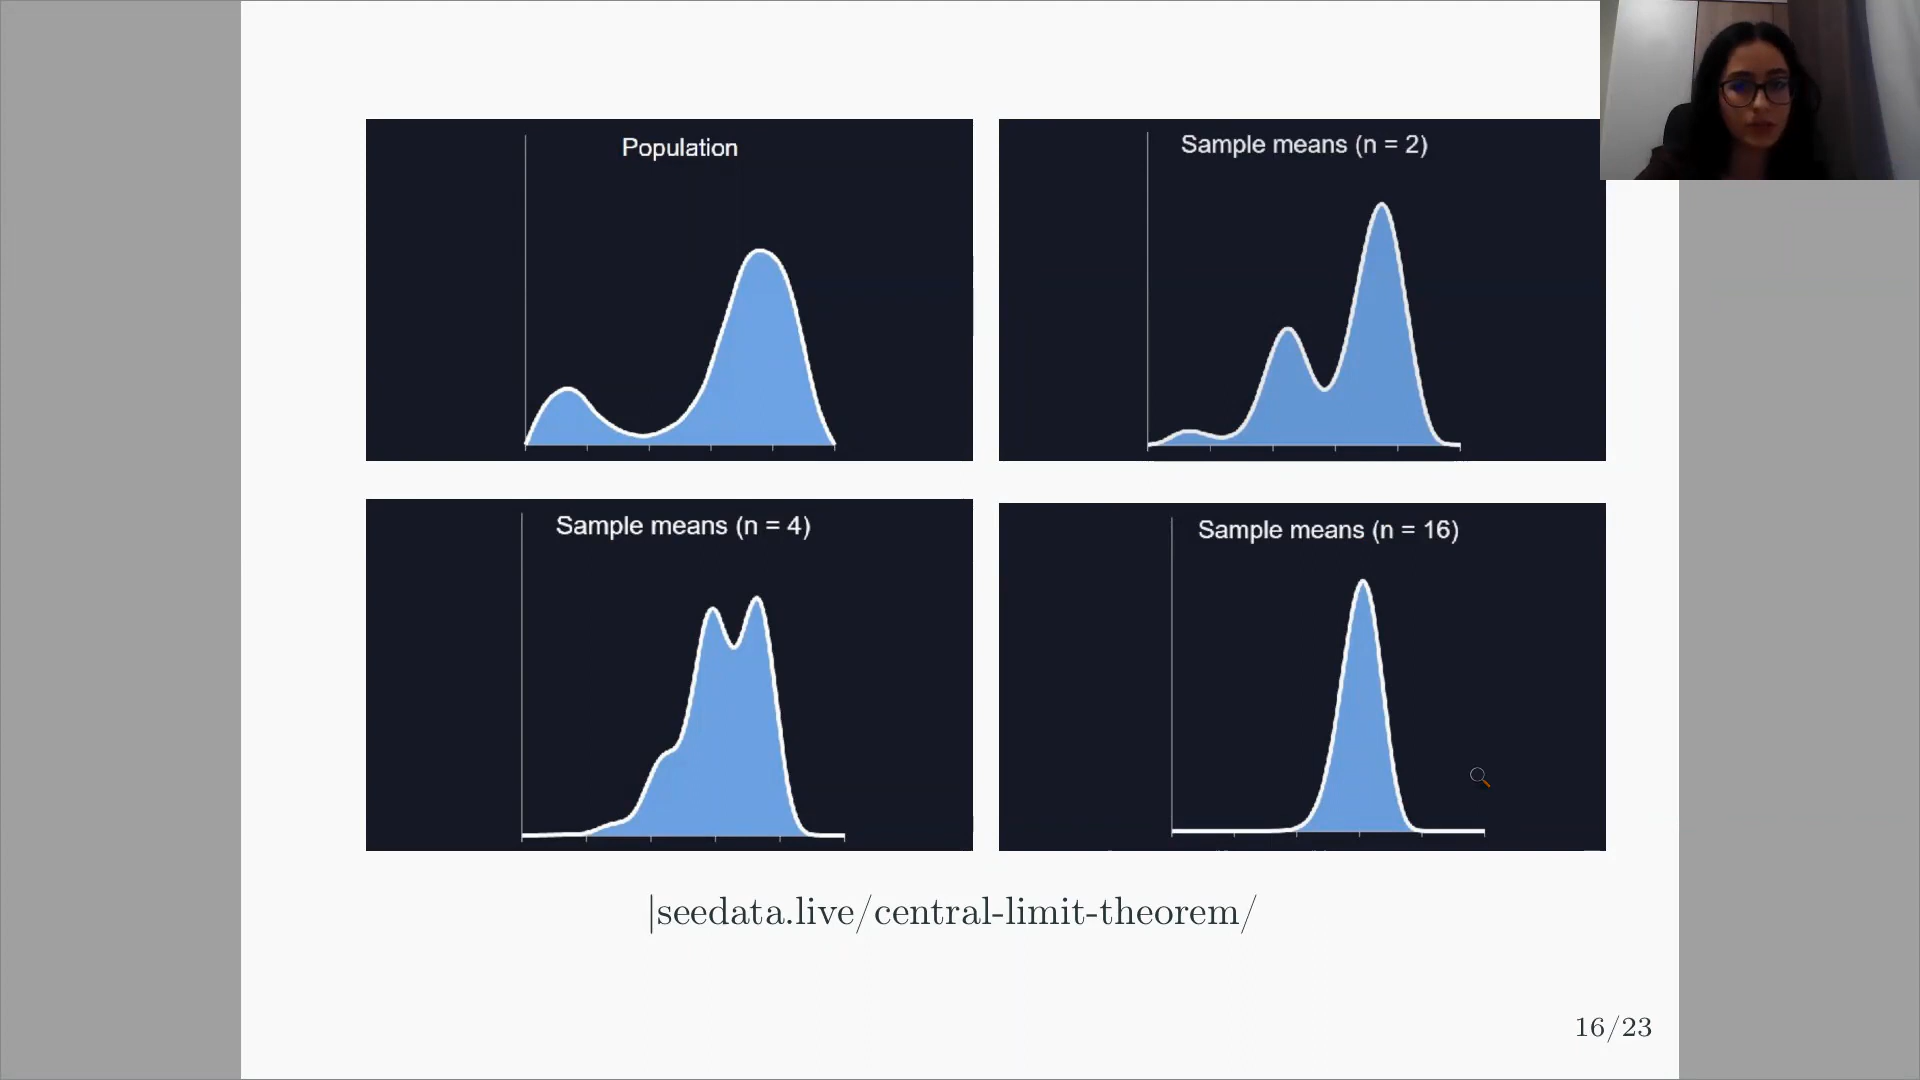 Population
Sample means (n = 2)
Sample means (n = 4)
Sample means (n = 16)
|seedata.live/central-limit-theorem/
16/23